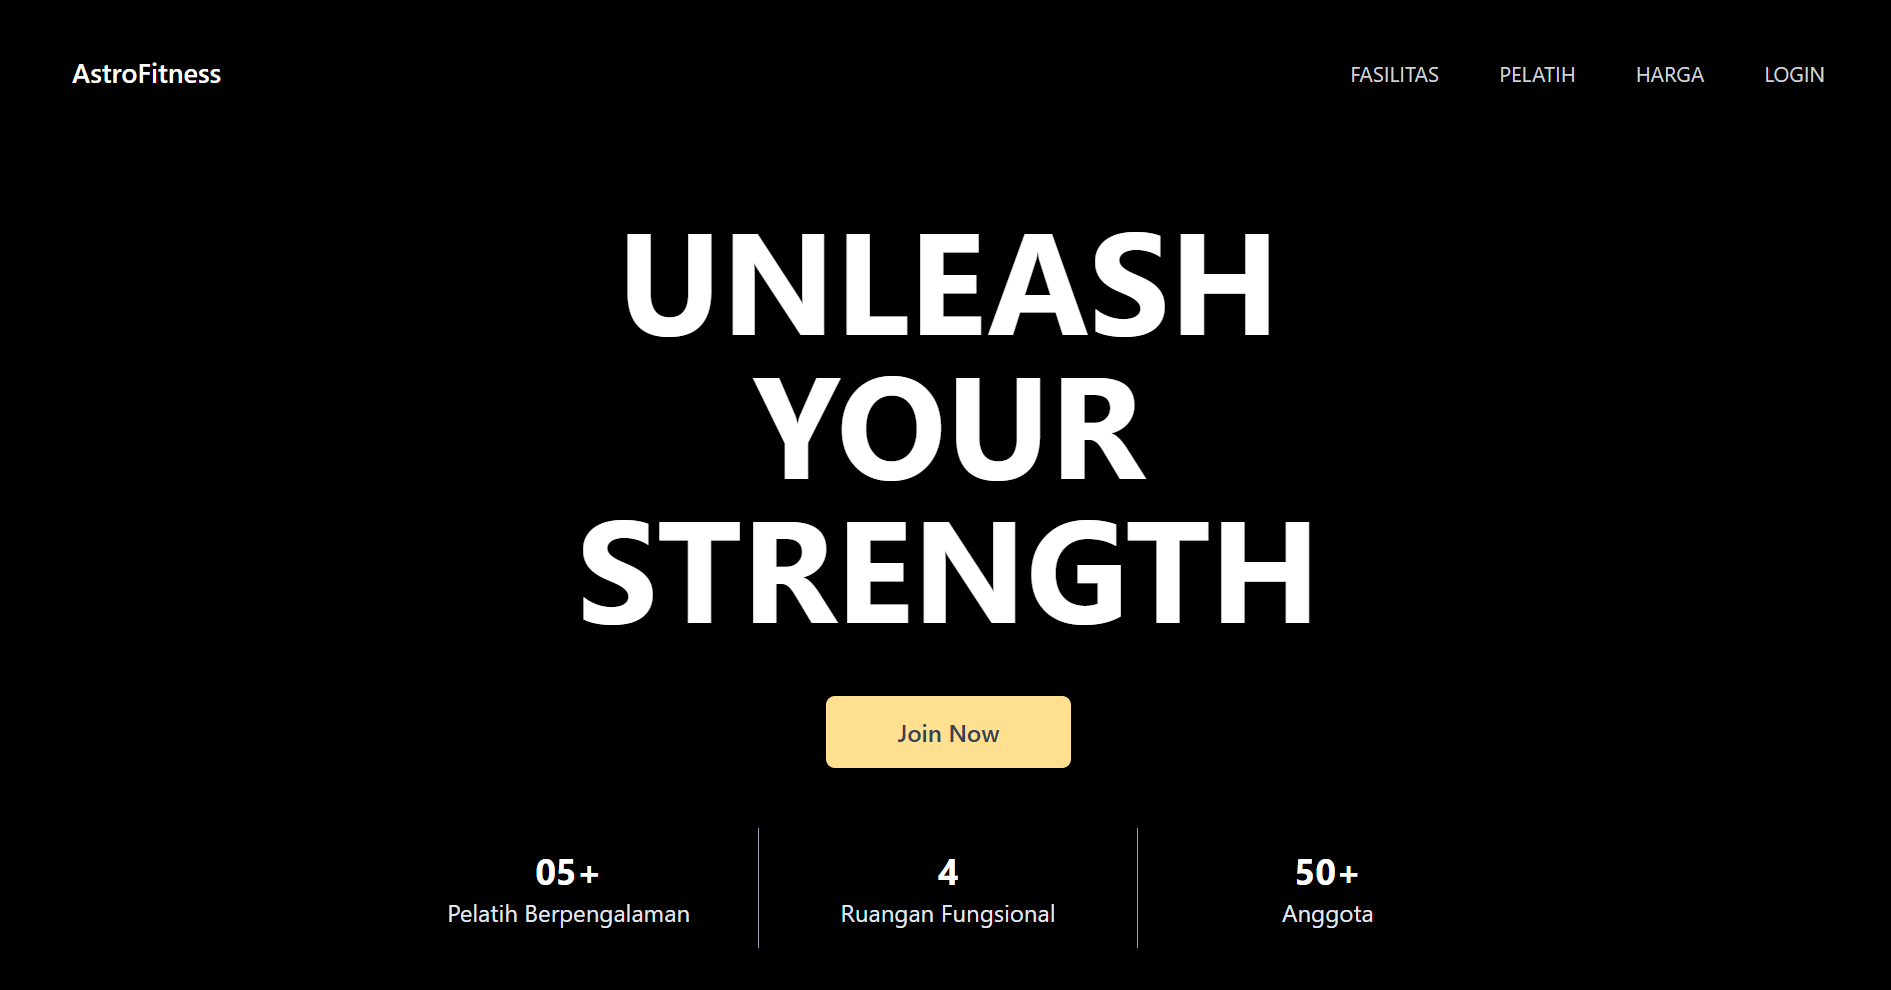 AstroFitness
FASILITAS PELATIH HARGA LOGIN
UNLEASH
YOUR
STRENGTH
Join Now
05+ 4 50+
Pelatih Berpengalaman Ruangan Fungsional Anggota